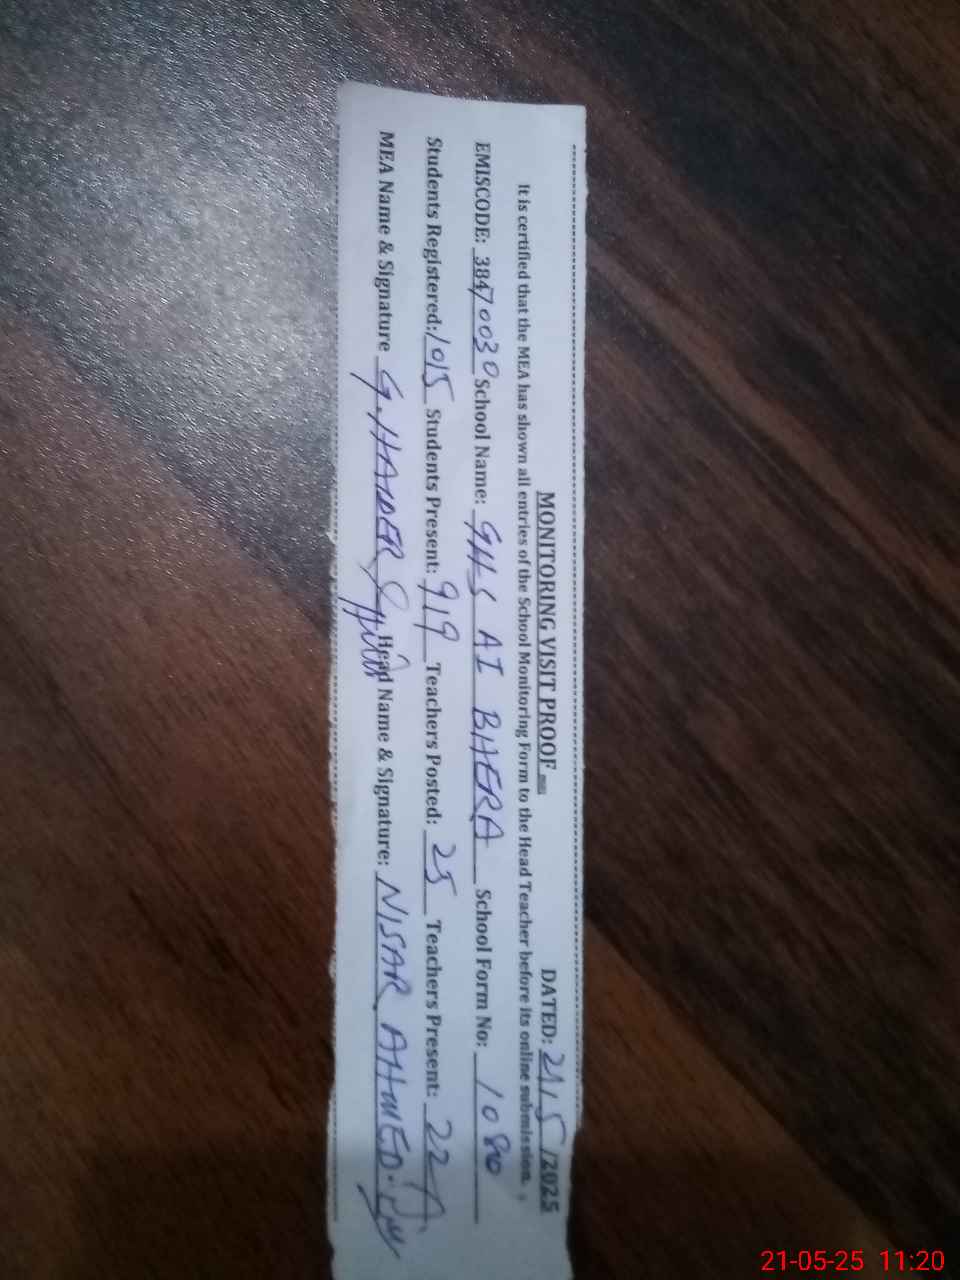 MONITORING VISIT PROOF DATED: 21/5/2025
It is certified that the MEA has shown all entries of the School Monitoring Form to the Head Teacher before its online submission.
EMISCODE: 38470030 School Name: GHS AI BHERA School Form No: 1080
Students Registered: 1015 Students Present: 919 Teachers Posted: 25 Teachers Present: 22
MEA Name & Signature G. HAIDER Head Name & Signature: NISAR AHMED
21-05-25 11:20